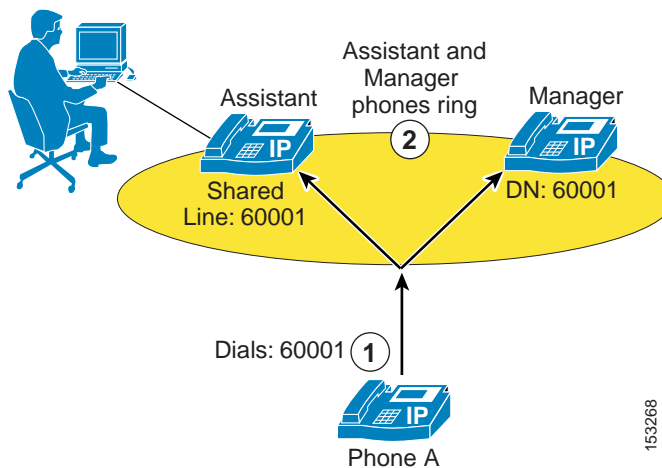 Assistant and
Manager
phones ring
2
Assistant
Manager
IP
IP
Shared
Line: 60001
DN: 60001
Dials: 60001
1
IP
Phone A
153268